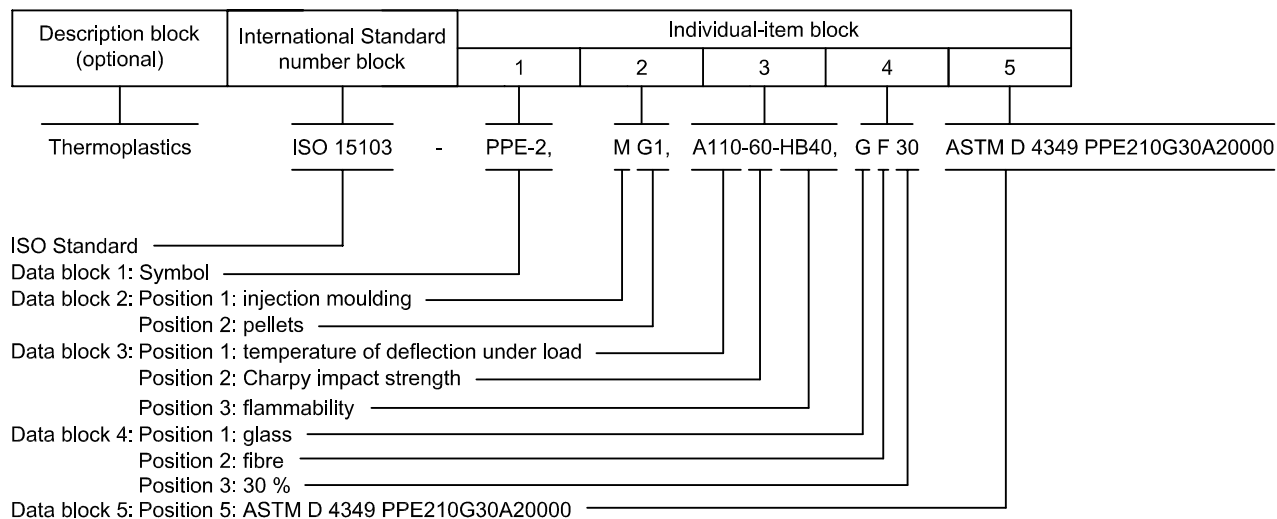 Description block
(optional)
International Standard
number block
Individual-item block
1 2 3 4 5
Thermoplastics ISO 15103 - PPE-2, M G1, A110-60-HB40, G F 30 ASTM D 4349 PPE210G30A20000
ISO Standard
Data block 1: Symbol
Data block 2: Position 1: injection moulding
Position 2: pellets
Data block 3: Position 1: temperature of deflection under load
Position 2: Charpy impact strength
Position 3: flammability
Data block 4: Position 1: glass
Position 2: fibre
Position 3: 30 %
Data block 5: Position 5: ASTM D 4349 PPE210G30A20000